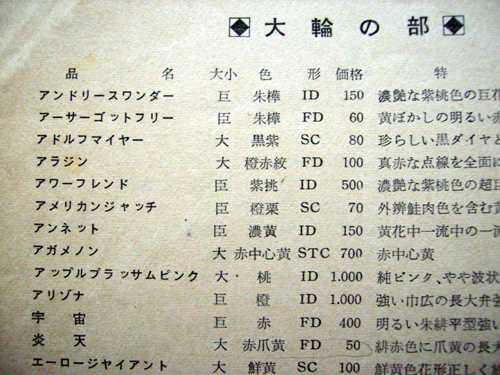 大輪の部
品名 大小 色 形 価格 特
アンドリースワンダー 巨 朱樺 ID 150 濃艶な紫桃色の巨花
アーサーゴットフリー 臣 朱樺 FD 60 黄ぼかしの明るい赤
アドルフマイヤー 大 黒紫 SC 80 珍らしい黒ダイヤと
アラジン 大 橙赤絞 FD 100 真赤な点線を全面に
アワーフレンド 臣 紫挑 ID 500 濃艶な紫桃色の超巨
アメリカンジャッチ 臣 橙栗 SC 70 外辨鮭肉色を含む黄
アンネット 臣 濃黄 ID 150 黄花中一流中の一流
アガメノン 大 赤中心黄 STC 700 赤中心黄
アップルブラッサムピンク 大 桃 ID 1.000 純ピンク、やや波状
アリゾナ 巨 橙 ID 1.000 強い巾広の長大弁
宇宙 巨 赤 FD 400 明るい朱緋平型強い
炎天 大 赤爪黄 FD 50 緋赤色に爪黄の長大
エーロージヤイアント 大 鮮黄 SC 100 鮮黄色花形正しく